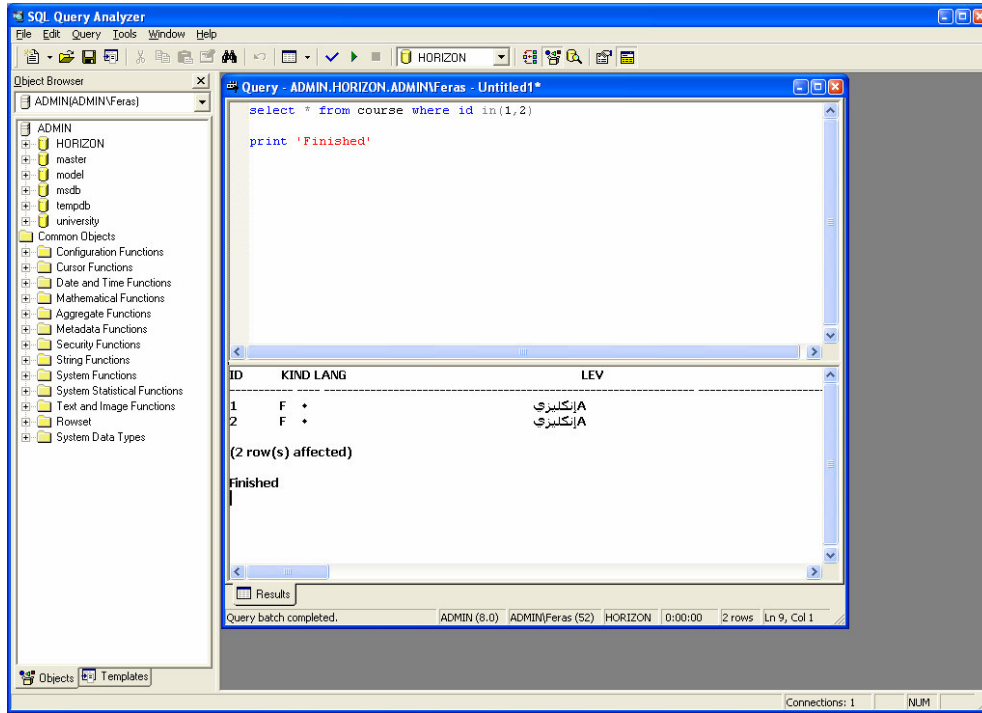 SQL Query Analyzer
File Edit Query Tools Window Help
HORIZON
Object Browser
ADMIN(ADMIN\Feras)
ADMIN
HORIZON
master
model
msdb
tempdb
university
Common Objects
Configuration Functions
Cursor Functions
Date and Time Functions
Mathematical Functions
Aggregate Functions
Metadata Functions
Security Functions
String Functions
System Functions
System Statistical Functions
Text and Image Functions
Rowset
System Data Types
Objects Templates
Query - ADMIN.HORIZON.ADMIN\Feras - Untitled1*
select * from course where id in(1,2)
print 'Finished'
ID KIND LANG LEV
1 F إنكليزي A
2 F إنكليزي A
(2 row(s) affected)
Finished
Results
Query batch completed. ADMIN (8.0) ADMIN\Feras (52) HORIZON 0:00:00 2 rows Ln 9, Col 1
Connections: 1 NUM